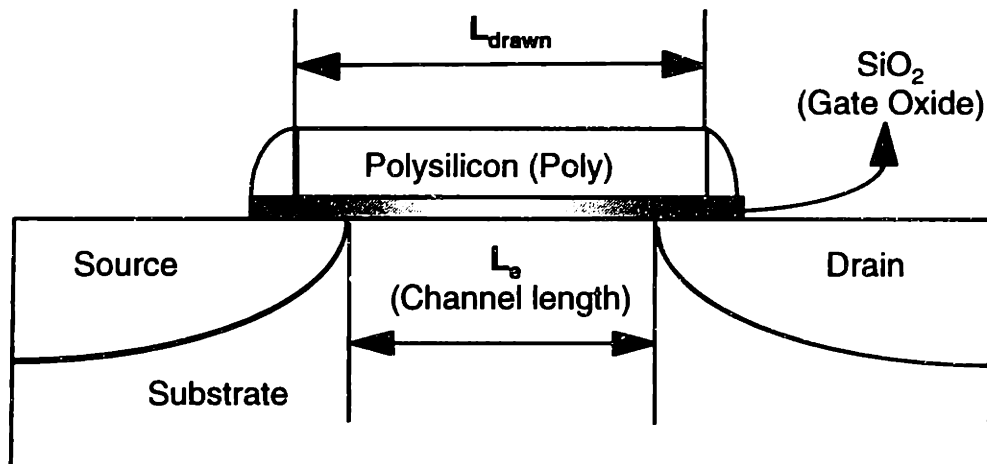 L_drawn
SiO₂
(Gate Oxide)
Polysilicon (Poly)
Source
L_e
(Channel length)
Drain
Substrate